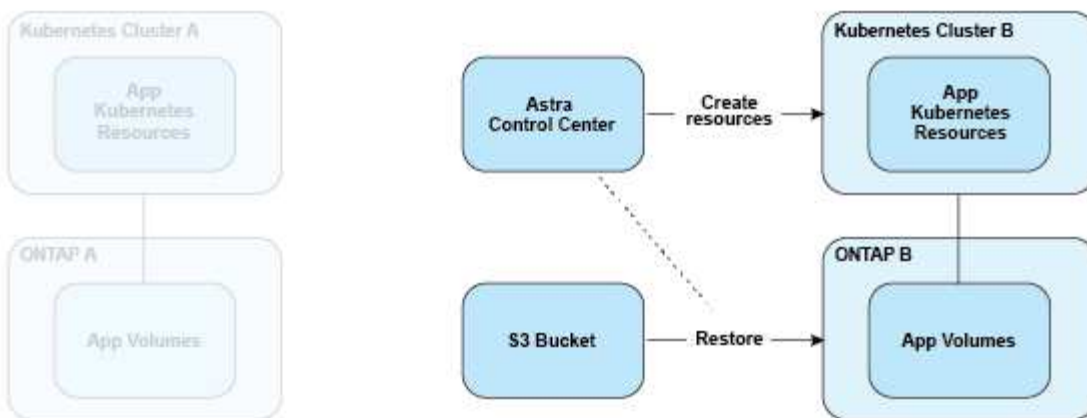 Kubernetes Cluster A
App
Kubernetes
Resources
ONTAP A
App Volumes
Astra
Control Center
Create
resources
Kubernetes Cluster B
App
Kubernetes
Resources
S3 Bucket
Restore
ONTAP B
App Volumes